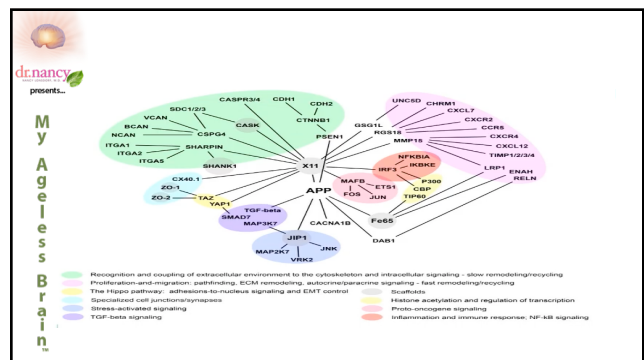 dr.nancy
presents...
My Ageless Brain™
CASPR3/4
CDH1
CDH2
CTNNB1
PSEN1
SDC1/2/3
CASK
VCAN
BCAN
NCAN
CSPG4
ITGA1
SHARPIN
ITGA2
ITGA5
SHANK1
X11
UNC5D
CHRM1
GSG1L
CXCL7
RGS18
CXCR2
CCR5
MMP15
CXCR4
CXCL12
TIMP1/2/3/4
LRP1
ENAH
RELN
NFKBIA
IRF3
IKBKE
P300
CBP
TIP60
MAFB
ETS1
FOS
JUN
CX40.1
ZO-1
TAZ
ZO-2
YAP1
SMAD7
APP
TGF-beta
MAP3K7
CACNA1B
Fe65
DAB1
JIP1
MAP2K7
JNK
VRK2
Recognition and coupling of extracellular environment to the cytoskeleton and intracellular signaling - slow remodeling/recycling
Proliferation-and-migration: pathfinding, ECM remodeling, autocrine/paracrine signaling - fast remodeling/recycling
The Hippo pathway: adhesions-to-nucleus signaling and EMT control
Scaffolds
Specialized cell junctions/synapses
Histone acetylation and regulation of transcription
Stress-activated signaling
Proto-oncogene signaling
TGF-beta signaling
Inflammation and immune response; NF-kB signaling